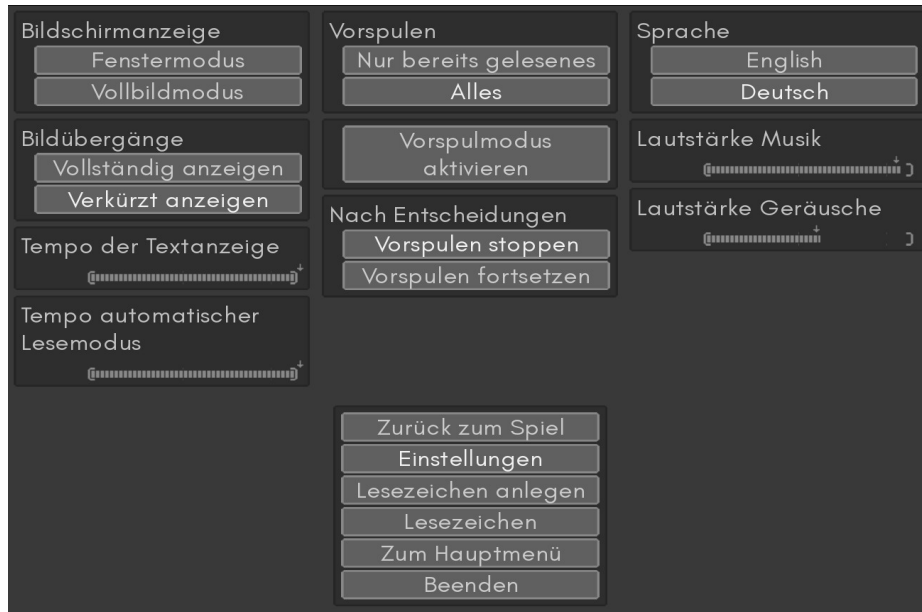 Bildschirmanzeige
Fenstermodus
Vollbildmodus
Bildübergänge
Vollständig anzeigen
Verkürzt anzeigen
Tempo der Textanzeige
Tempo automatischer
Lesemodus
Vorspulen
Nur bereits gelesenes
Alles
Vorspulmodus
aktivieren
Nach Entscheidungen
Vorspulen stoppen
Vorspulen fortsetzen
Sprache
English
Deutsch
Lautstärke Musik
Lautstärke Geräusche
Zurück zum Spiel
Einstellungen
Lesezeichen anlegen
Lesezeichen
Zum Hauptmenü
Beenden